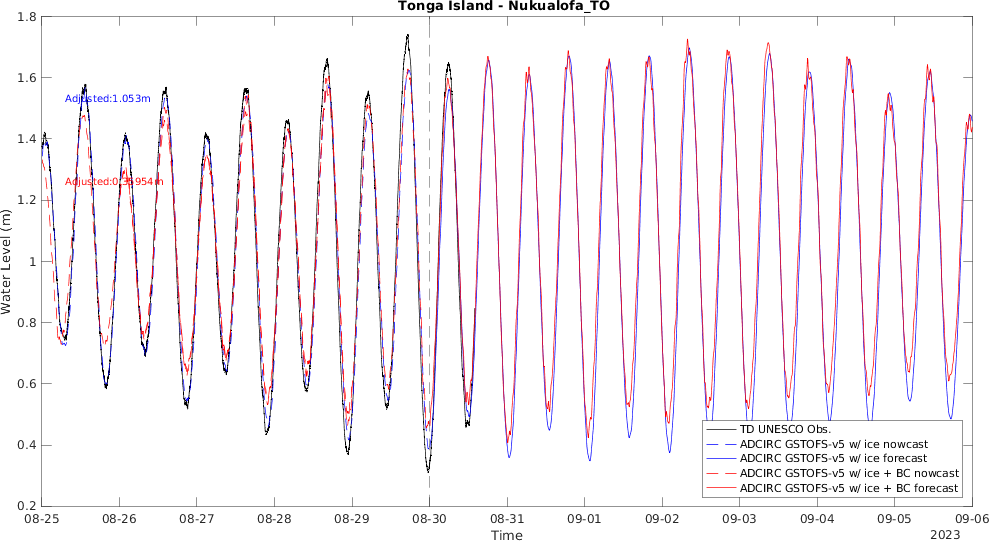 Tonga Island - Nukualofa_TO
1.8
1.6
1.4
1.2
1
0.8
0.6
0.4
0.2
Water Level (m)
Adjusted:1.053m
TD UNESCO Obs.
ADCIRC GSTOFS-v5 w/ ice nowcast
ADCIRC GSTOFS-v5 w/ ice forecast
ADCIRC GSTOFS-v5 w/ ice + BC nowcast
ADCIRC GSTOFS-v5 w/ ice + BC forecast
08-25 08-26 08-27 08-28 08-29 08-30 08-31 09-01 09-02 09-03 09-04 09-05 09-06
Time
2023